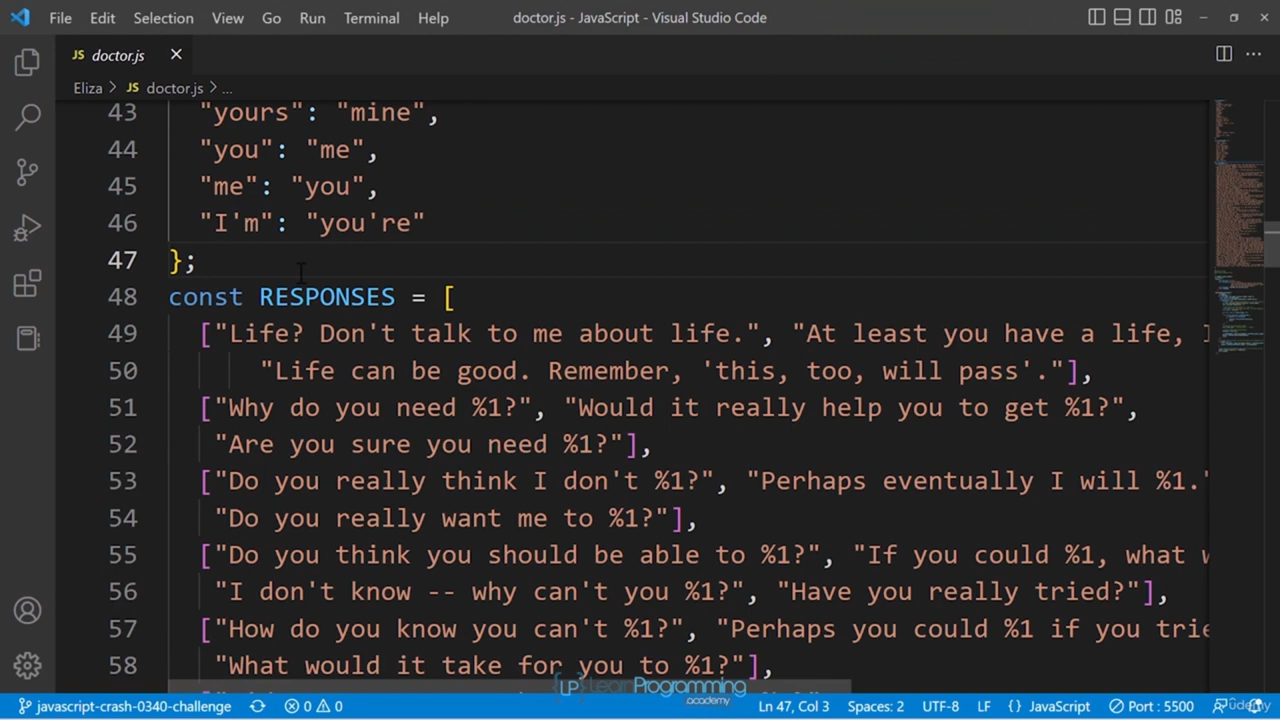 File Edit Selection View Go Run Terminal Help doctor.js - JavaScript - Visual Studio Code
JS doctor.js
Eliza > JS doctor.js > ...
43 "yours": "mine",
44 "you": "me",
45 "me": "you",
46 "I'm": "you're"
47 };
48 const RESPONSES = [
49 ["Life? Don't talk to me about life.", "At least you have a life, I
50 "Life can be good. Remember, 'this, too, will pass'."],
51 ["Why do you need %1?", "Would it really help you to get %1?",
52 "Are you sure you need %1?"],
53 ["Do you really think I don't %1?", "Perhaps eventually I will %1."
54 "Do you really want me to %1?"],
55 ["Do you think you should be able to %1?", "If you could %1, what w
56 "I don't know -- why can't you %1?", "Have you really tried?"],
57 ["How do you know you can't %1?", "Perhaps you could %1 if you trie
58 "What would it take for you to %1?"],
{LP} LearnProgramming
.academy
javascript-crash-0340-challenge 0 0 Ln 47, Col 3 Spaces: 2 UTF-8 LF {} JavaScript Port : 5500
udemy